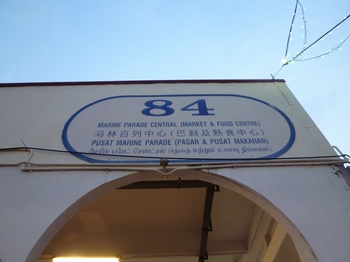 84
MARINE PARADE CENTRAL (MARKET & FOOD CENTRE)
马林百列中心(巴刹及熟食中心)
PUSAT MARINE PARADE (PASAR & PUSAT MAKANAN)